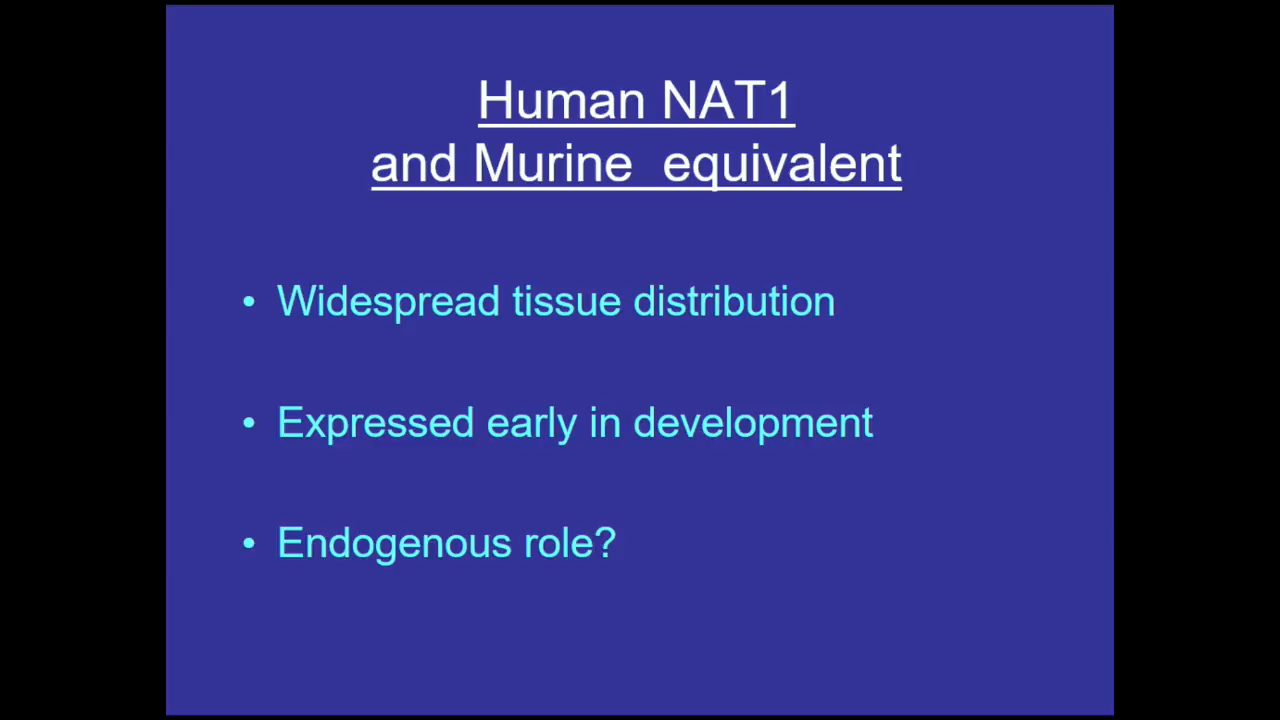 Human NAT1
and Murine  equivalent
• Widespread tissue distribution
• Expressed early in development
• Endogenous role?